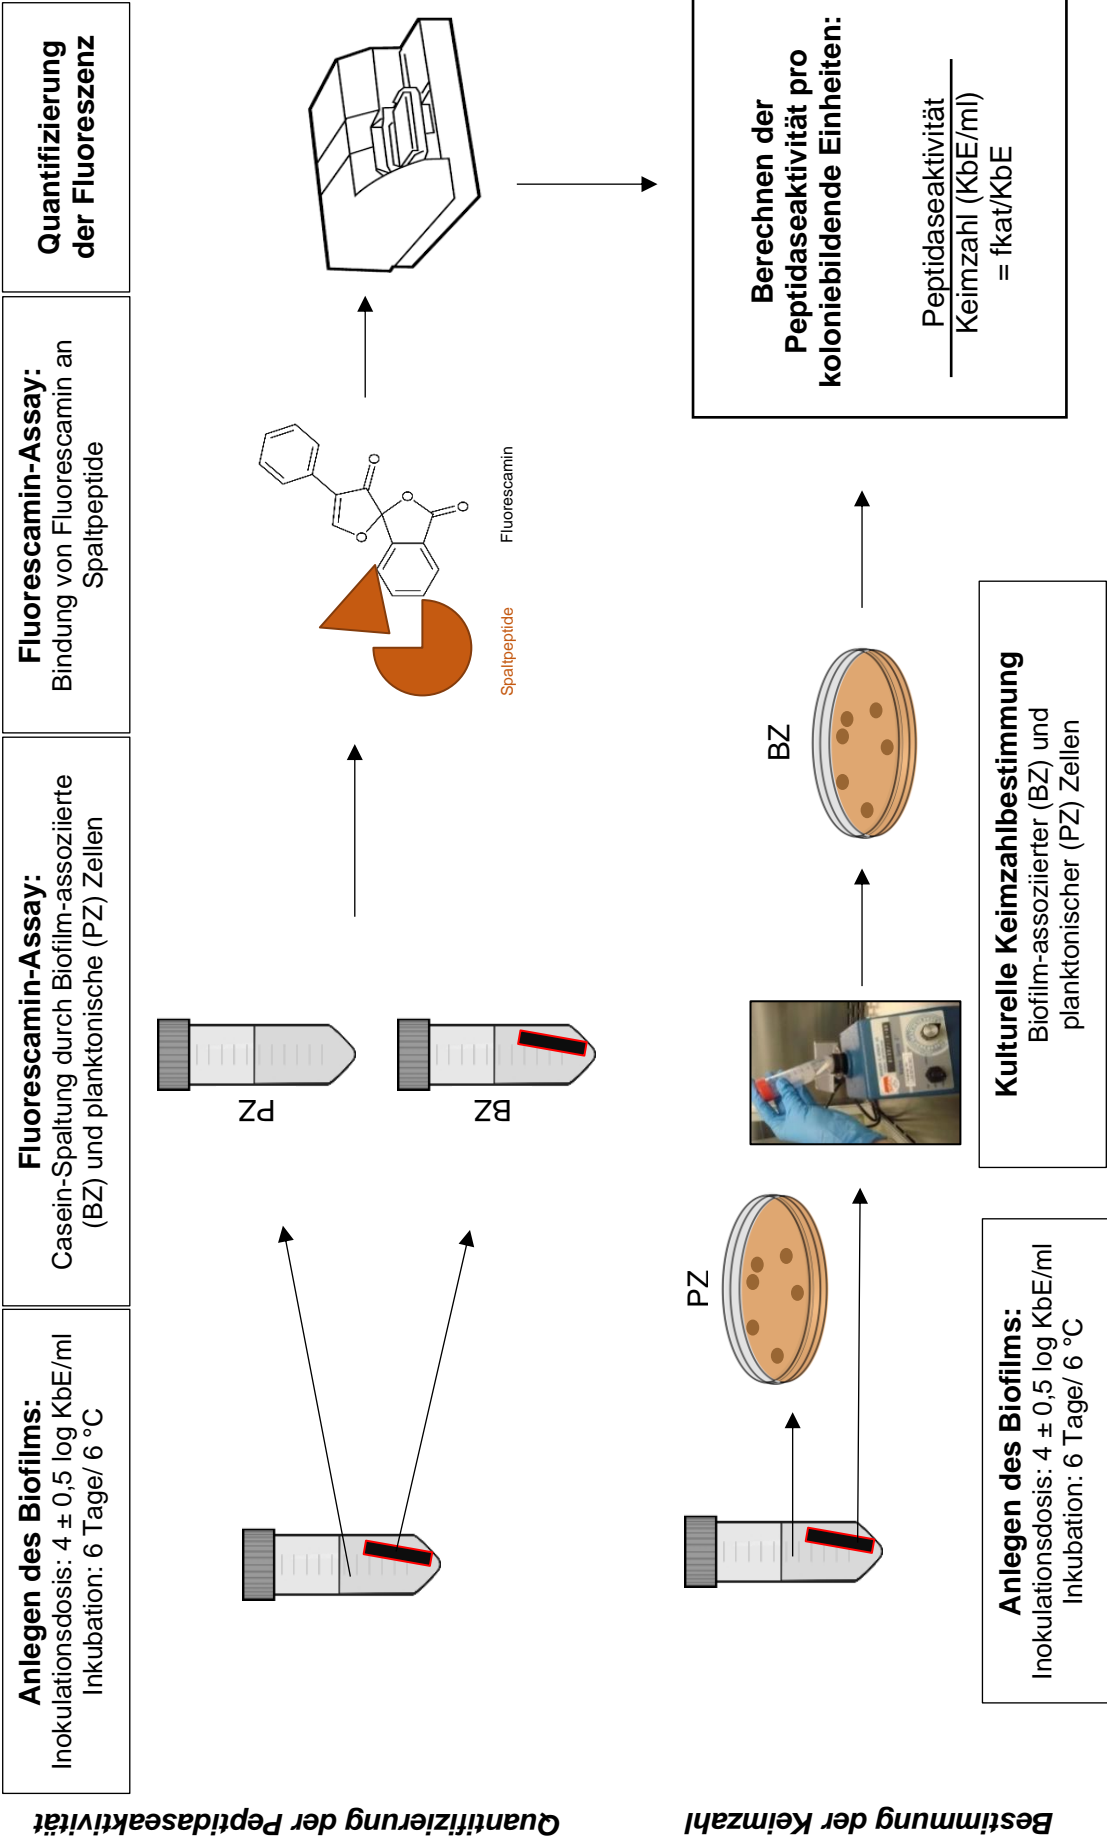 Quantifizierung der Peptidaseaktivität
Anlegen des Biofilms:
Inokulationsdosis: 4 ± 0,5 log KbE/ml
Inkubation: 6 Tage/ 6 °C
Fluorescamin-Assay:
Casein-Spaltung durch Biofilm-assoziierte
(BZ) und planktonische (PZ) Zellen
Fluorescamin-Assay:
Bindung von Fluorescamin an
Spaltpeptide
Quantifizierung
der Fluoreszenz
PZ
BZ
Spaltpeptide
Fluorescamin
O
O
O
O
Bestimmung der Keimzahl
PZ
BZ
Anlegen des Biofilms:
Inokulationsdosis: 4 ± 0,5 log KbE/ml
Inkubation: 6 Tage/ 6 °C
Kulturelle Keimzahlbestimmung
Biofilm-assoziierter (BZ) und
planktonischer (PZ) Zellen
Berechnen der
Peptidaseaktivität pro
koloniebildende Einheiten:
Peptidaseaktivität
Keimzahl (KbE/ml)
= fkat/KbE